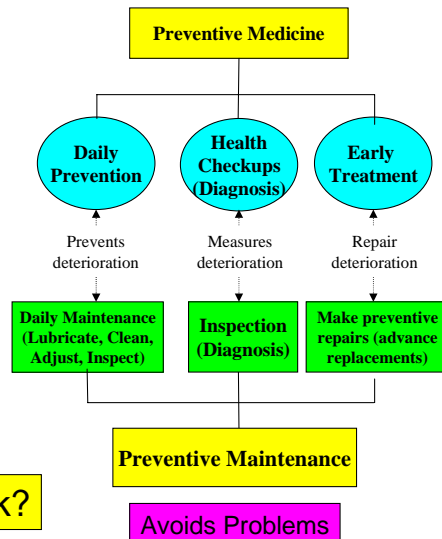 Preventive Medicine
Daily
Prevention
Health
Checkups
(Diagnosis)
Early
Treatment
Prevents
deterioration
Measures
deterioration
Repair
deterioration
Daily Maintenance
(Lubricate, Clean,
Adjust, Inspect)
Inspection
(Diagnosis)
Make preventive
repairs (advance
replacements)
Preventive Maintenance
k?
Avoids Problems